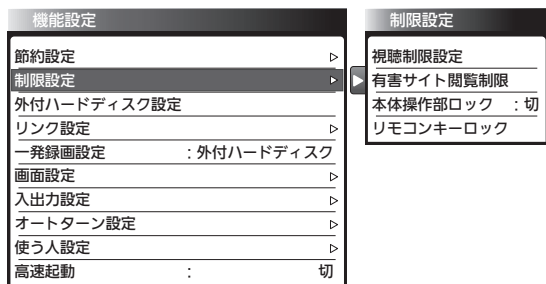 機能設定
節約設定
制限設定
外付ハードディスク設定
リンク設定
一発録画設定 : 外付ハードディスク
画面設定
入出力設定
オートターン設定
使う人設定
高速起動 : 切
制限設定
視聴制限設定
有害サイト閲覧制限
本体操作部ロック : 切
リモコンキーロック